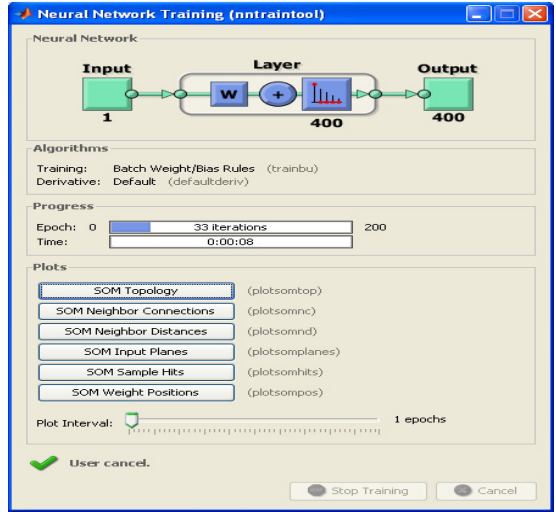 Neural Network Training (nntraintool)
Neural Network
Input
Layer
Output
W
+
1
400
400
Algorithms
Training: Batch Weight/Bias Rules (trainbu)
Derivative: Default (defaultderiv)
Progress
Epoch: 0 33 iterations 200
Time: 0:00:08
Plots
SOM Topology (plotsomtop)
SOM Neighbor Connections (plotsomnc)
SOM Neighbor Distances (plotsomnd)
SOM Input Planes (plotsomplanes)
SOM Sample Hits (plotsomhits)
SOM Weight Positions (plotsompos)
Plot Interval: 1 epochs
User cancel.
Stop Training Cancel